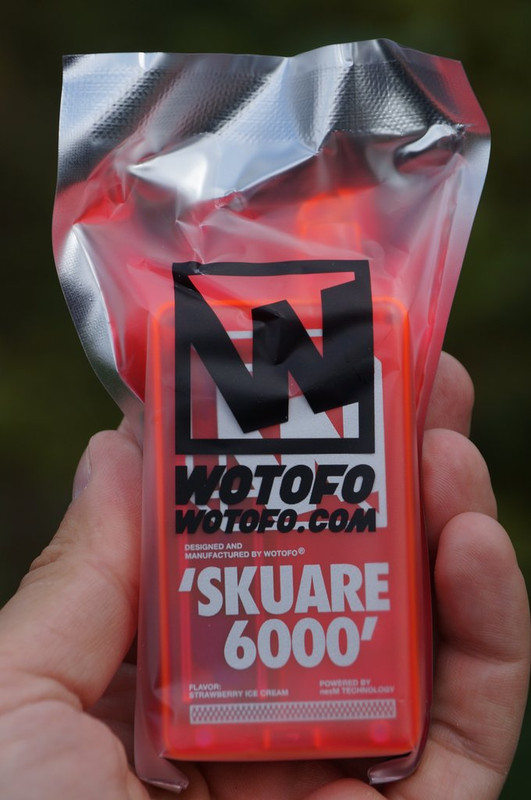 W
WOTOFO
WOTOFO.COM
DESIGNED AND
MANUFACTURED BY WOTOFO®
'SKUARE
6000'
FLAVOR:
STRAWBERRY ICE CREAM
POWERED BY
nexM TECHNOLOGY